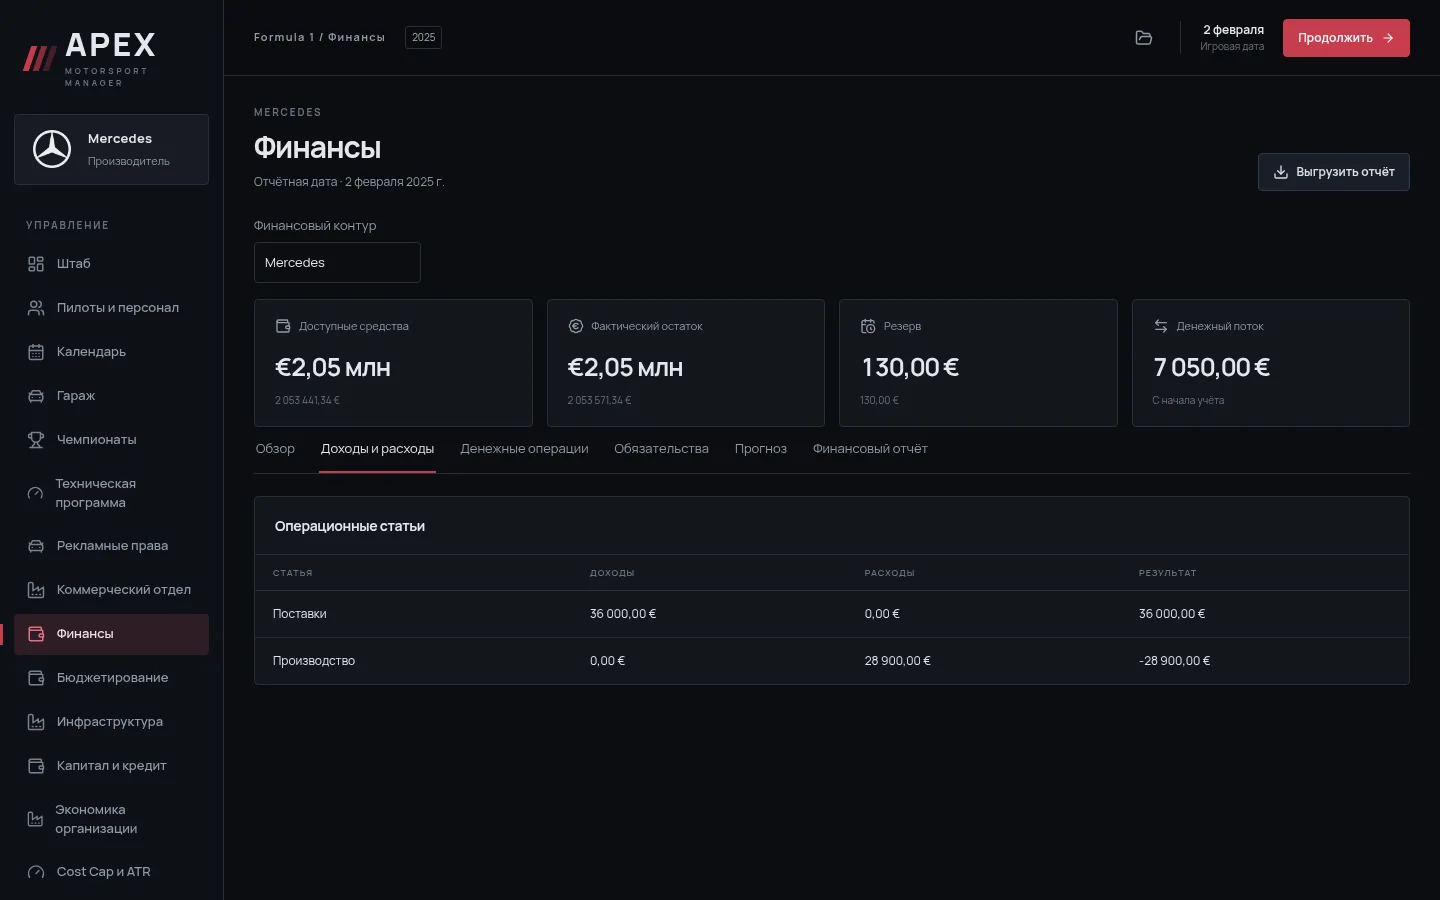 APEX
MOTORSPORT
MANAGER
Mercedes
Производитель
УПРАВЛЕНИЕ
Штаб
Пилоты и персонал
Календарь
Гараж
Чемпионаты
Техническая
программа
Рекламные права
Коммерческий отдел
Финансы
Бюджетирование
Инфраструктура
Капитал и кредит
Экономика
организации
Cost Cap и ATR
Formula 1 / Финансы 2025
2 февраля
Игровая дата
Продолжить
MERCEDES
Финансы
Отчётная дата · 2 февраля 2025 г.
Выгрузить отчёт
Финансовый контур
Mercedes
Доступные средства
€2,05 млн
2 053 441,34 €
Фактический остаток
€2,05 млн
2 053 571,34 €
Резерв
130,00 €
130,00 €
Денежный поток
7 050,00 €
С начала учёта
Обзор Доходы и расходы Денежные операции Обязательства Прогноз Финансовый отчёт
Операционные статьи
СТАТЬЯ ДОХОДЫ РАСХОДЫ РЕЗУЛЬТАТ
Поставки 36 000,00 € 0,00 € 36 000,00 €
Производство 0,00 € 28 900,00 € -28 900,00 €